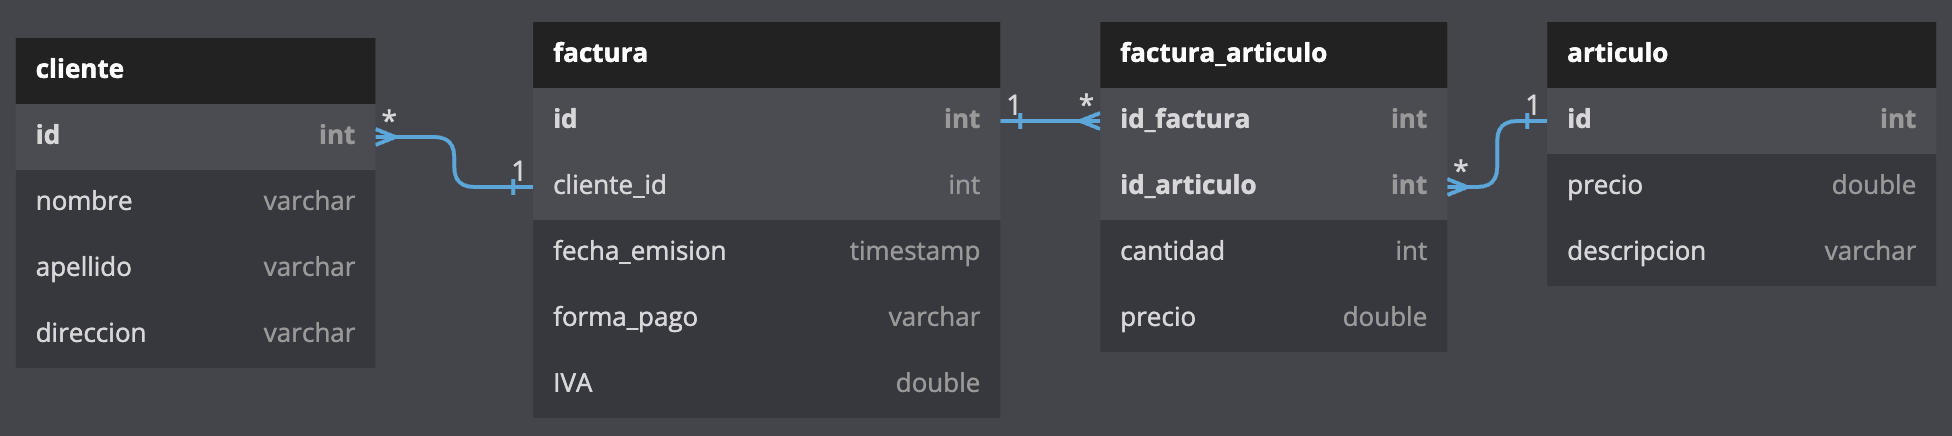 cliente
id int
nombre varchar
apellido varchar
direccion varchar
* 1
factura
id int
cliente_id int
fecha_emision timestamp
forma_pago varchar
IVA double
1 *
factura_articulo
id_factura int
id_articulo int
cantidad int
precio double
* 1
articulo
id int
precio double
descripcion varchar